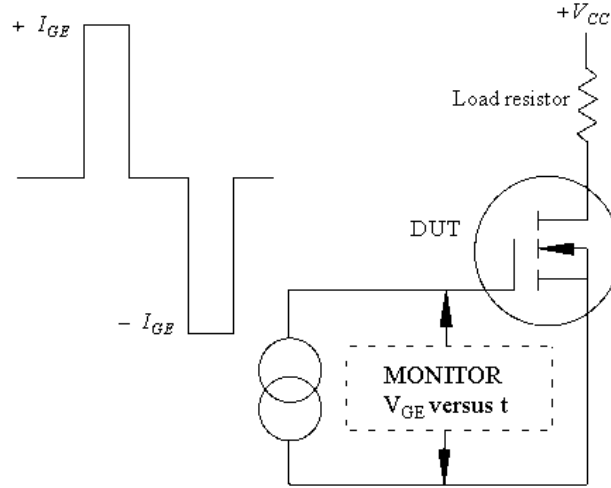 + I_GE
+V_CC
Load resistor
DUT
− I_GE
MONITOR
V_GE versus t